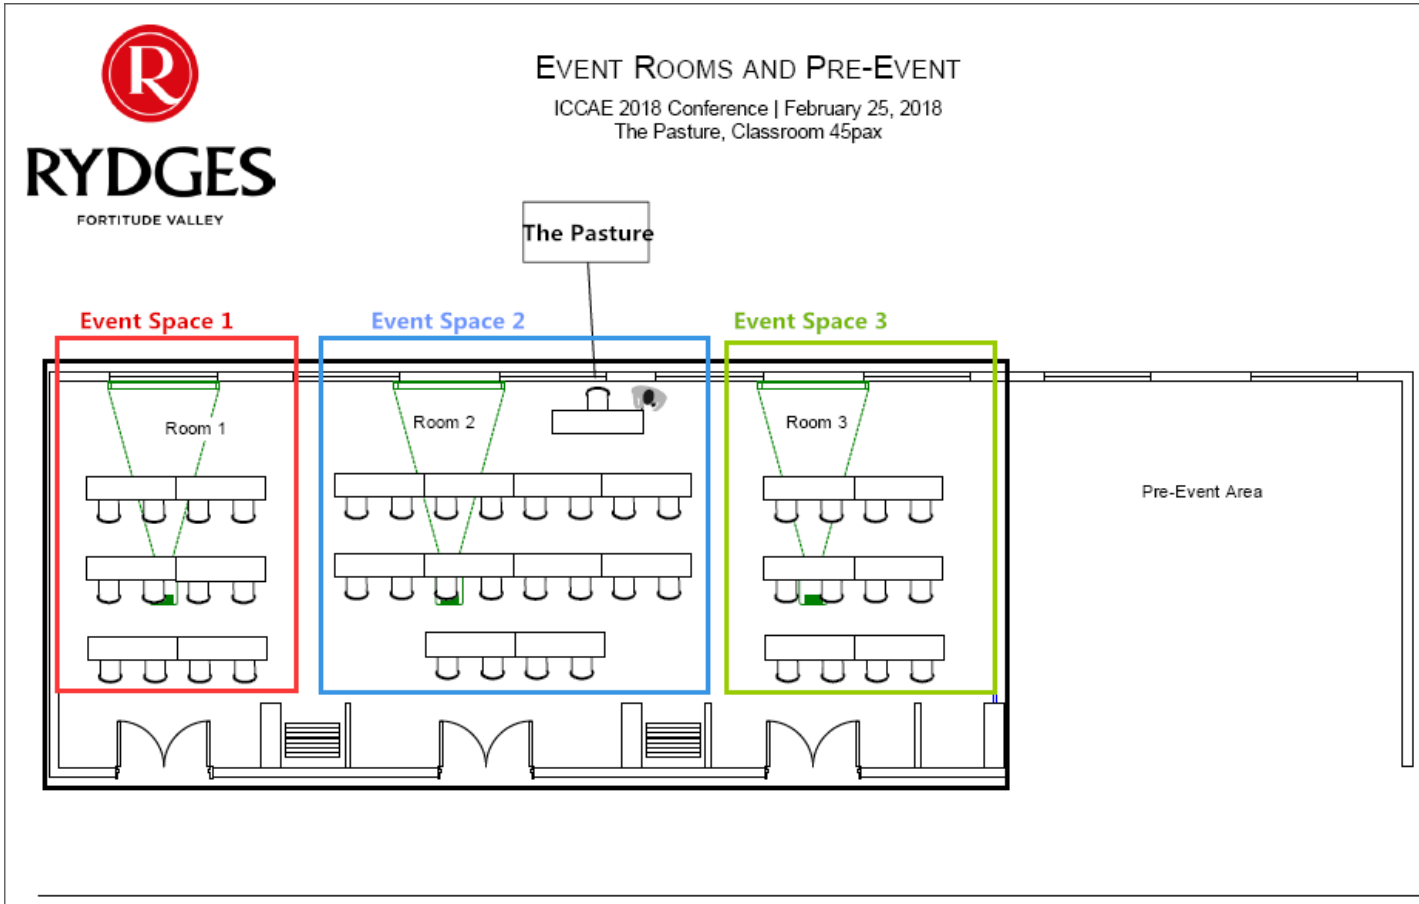 R
RYDGES
FORTITUDE VALLEY
EVENT ROOMS AND PRE-EVENT
ICCAE 2018 Conference | February 25, 2018
The Pasture, Classroom 45pax
The Pasture
Event Space 1
Event Space 2
Event Space 3
Room 1
Room 2
Room 3
Pre-Event Area